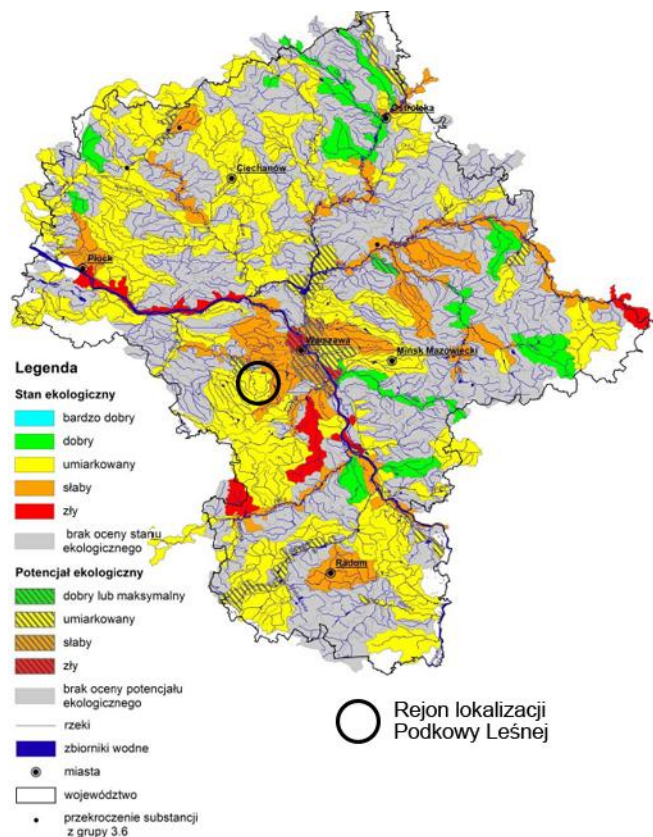 Ostrołęka
Ciechanów
Płock
Warszawa
Mińsk Mazowiecki
Radom
Legenda
Stan ekologiczny
bardzo dobry
dobry
umiarkowany
słaby
zły
brak oceny stanu
ekologicznego
Potencjał ekologiczny
dobry lub maksymalny
umiarkowany
słaby
zły
brak oceny potencjału
ekologicznego
rzeki
zbiorniki wodne
miasta
województwo
przekroczenie substancji
z grupy 3.6
Rejon lokalizacji
Podkowy Leśnej